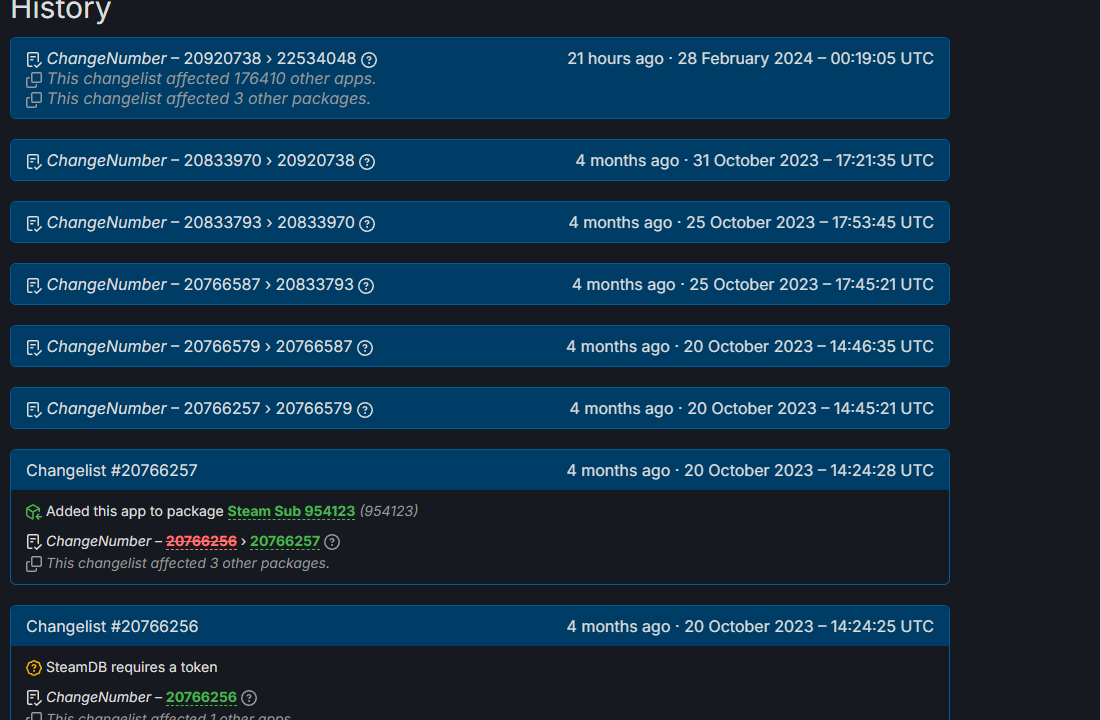 History
ChangeNumber – 20920738 › 22534048 21 hours ago · 28 February 2024 – 00:19:05 UTC
This changelist affected 176410 other apps.
This changelist affected 3 other packages.
ChangeNumber – 20833970 › 20920738 4 months ago · 31 October 2023 – 17:21:35 UTC
ChangeNumber – 20833793 › 20833970 4 months ago · 25 October 2023 – 17:53:45 UTC
ChangeNumber – 20766587 › 20833793 4 months ago · 25 October 2023 – 17:45:21 UTC
ChangeNumber – 20766579 › 20766587 4 months ago · 20 October 2023 – 14:46:35 UTC
ChangeNumber – 20766257 › 20766579 4 months ago · 20 October 2023 – 14:45:21 UTC
Changelist #20766257 4 months ago · 20 October 2023 – 14:24:28 UTC
Added this app to package Steam Sub 954123 (954123)
ChangeNumber – 20766256 › 20766257
This changelist affected 3 other packages.
Changelist #20766256 4 months ago · 20 October 2023 – 14:24:25 UTC
SteamDB requires a token
ChangeNumber – 20766256
This changelist affected 1 other apps.